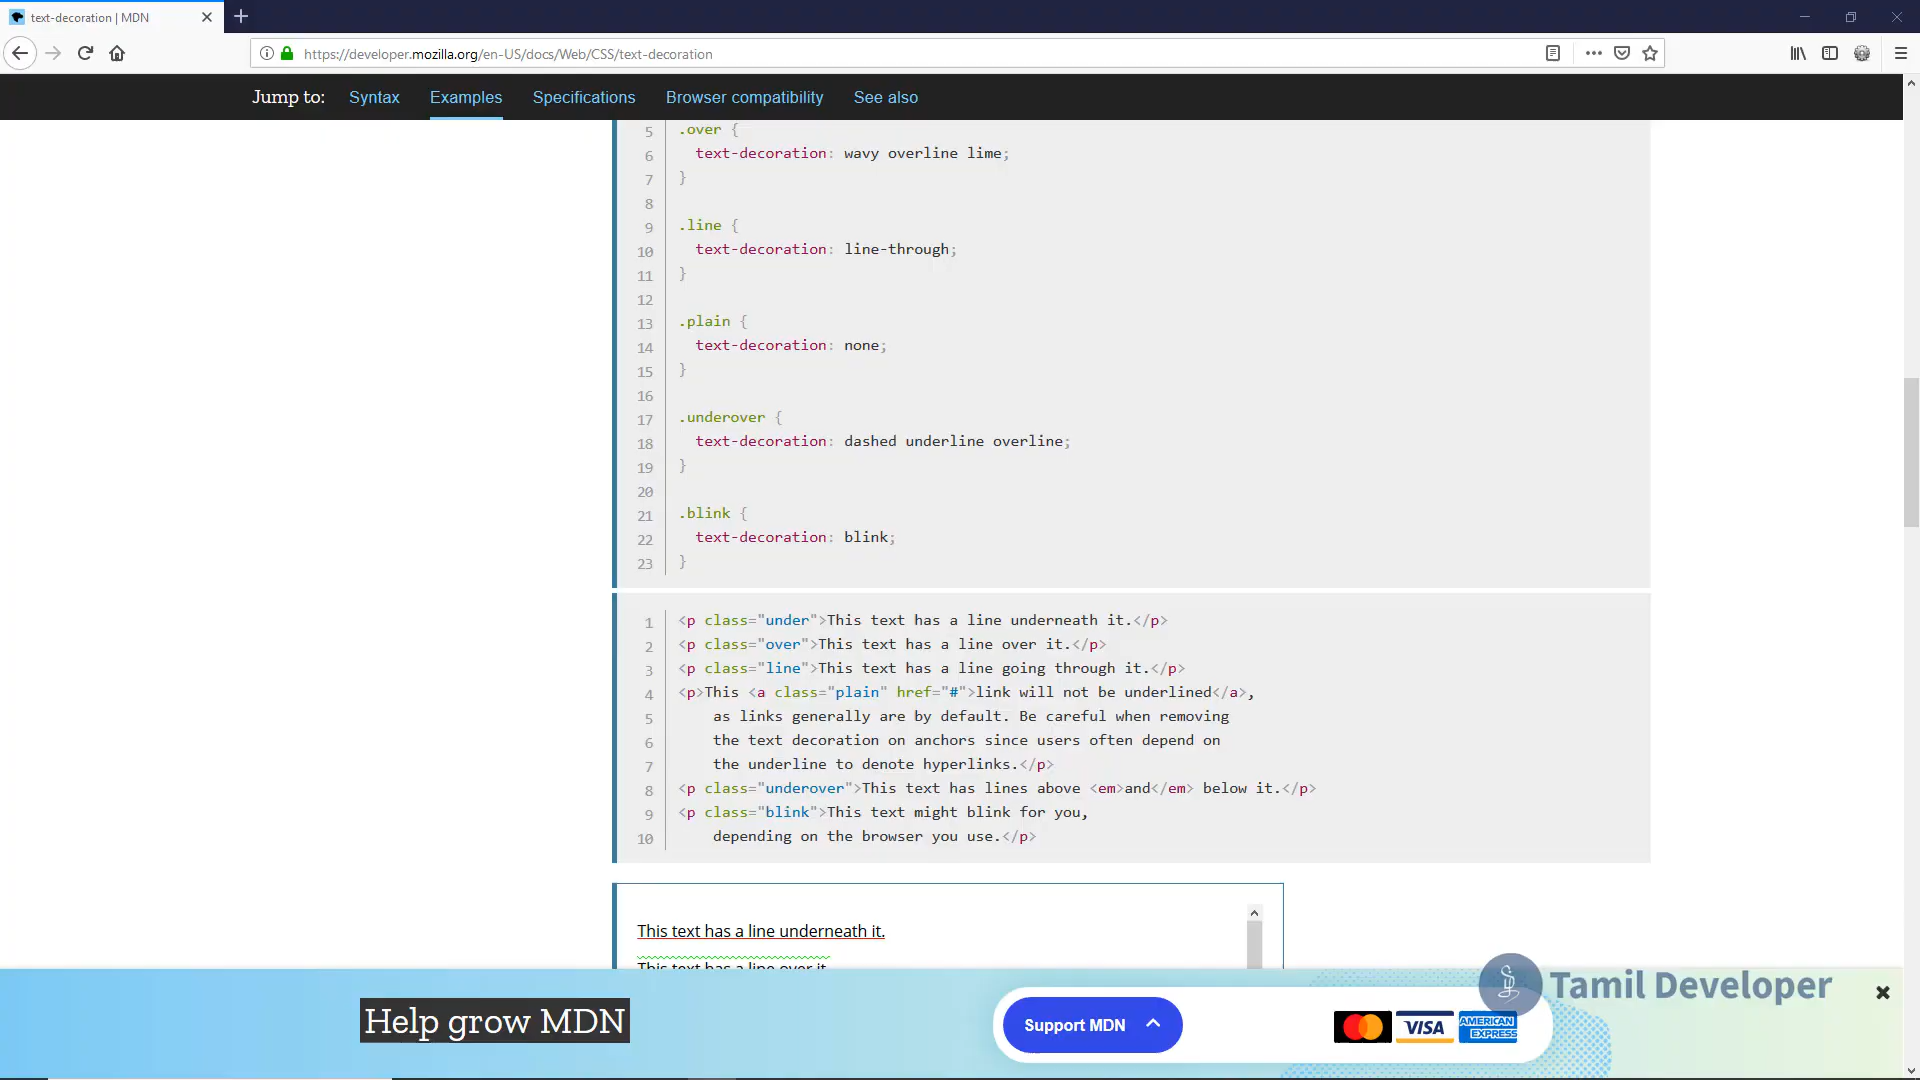 text-decoration | MDN
https://developer.mozilla.org/en-US/docs/Web/CSS/text-decoration
Jump to: Syntax Examples Specifications Browser compatibility See also
5 .over {
6 text-decoration: wavy overline lime;
7 }
8
9 .line {
10 text-decoration: line-through;
11 }
12
13 .plain {
14 text-decoration: none;
15 }
16
17 .underover {
18 text-decoration: dashed underline overline;
19 }
20
21 .blink {
22 text-decoration: blink;
23 }
1 <p class="under">This text has a line underneath it.</p>
2 <p class="over">This text has a line over it.</p>
3 <p class="line">This text has a line going through it.</p>
4 <p>This <a class="plain" href="#">link will not be underlined</a>,
5 as links generally are by default. Be careful when removing
6 the text decoration on anchors since users often depend on
7 the underline to denote hyperlinks.</p>
8 <p class="underover">This text has lines above <em>and</em> below it.</p>
9 <p class="blink">This text might blink for you,
10 depending on the browser you use.</p>
This text has a line underneath it.
This text has a line over it.
Tamil Developer
Help grow MDN
Support MDN
VISA
AMERICAN EXPRESS